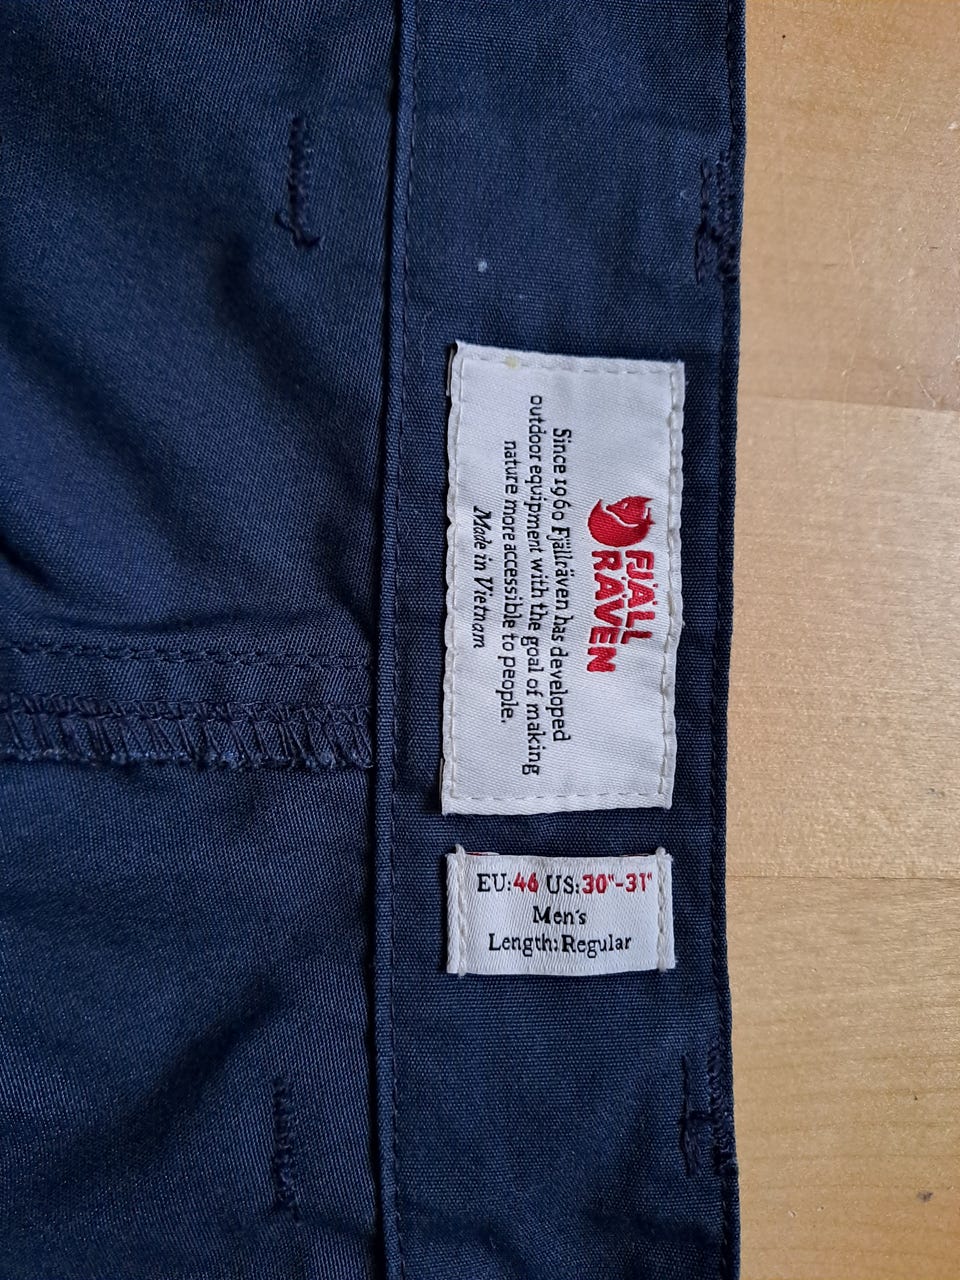 FJÄLL
RÄVEN
Since 1960 Fjällräven has developed
outdoor equipment with the goal of making
nature more accessible to people.
Made in Vietnam
EU:46 US:30"-31"
Men's
Length:Regular